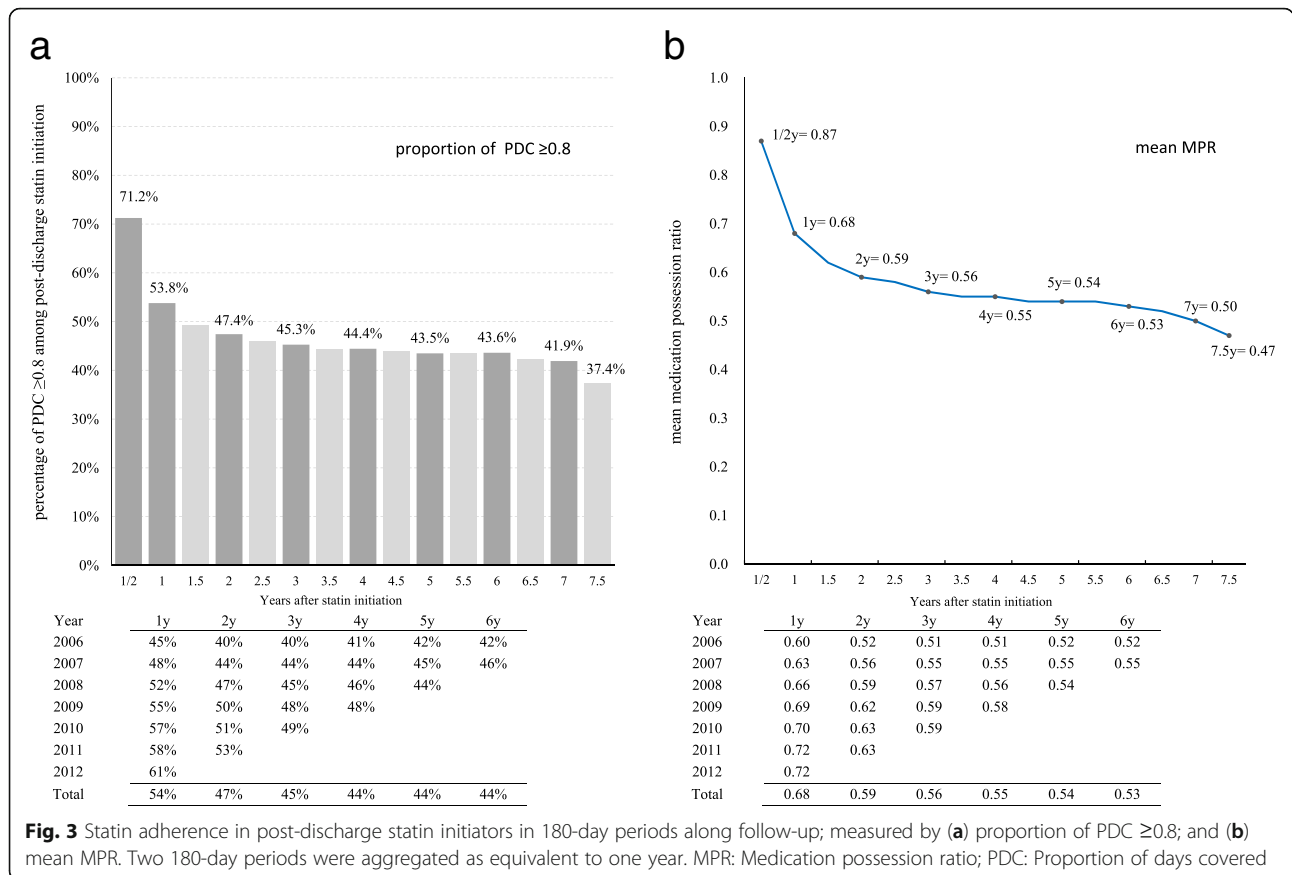 a
100%
90%
80%
70%
60%
50%
40%
30%
20%
10%
0%
percentage of PDC ≥0.8 among post-discharge statin initiation
proportion of PDC ≥0.8
71.2%
53.8%
47.4%
45.3%
44.4%
43.5%
43.6%
41.9%
37.4%
1/2 1 1.5 2 2.5 3 3.5 4 4.5 5 5.5 6 6.5 7 7.5
Years after statin initiation
Year 1y 2y 3y 4y 5y 6y
2006 45% 40% 40% 41% 42% 42%
2007 48% 44% 44% 44% 45% 46%
2008 52% 47% 45% 46% 44%
2009 55% 50% 48% 48%
2010 57% 51% 49%
2011 58% 53%
2012 61%
Total 54% 47% 45% 44% 44% 44%
b
1.0
0.9
0.8
0.7
0.6
0.5
0.4
0.3
0.2
0.1
0.0
mean medication possession ratio
mean MPR
1/2y= 0.87
1y= 0.68
2y= 0.59
3y= 0.56
4y= 0.55
5y= 0.54
6y= 0.53
7y= 0.50
7.5y= 0.47
1/2 1 1.5 2 2.5 3 3.5 4 4.5 5 5.5 6 6.5 7 7.5
Years after statin initiation
Year 1y 2y 3y 4y 5y 6y
2006 0.60 0.52 0.51 0.51 0.52 0.52
2007 0.63 0.56 0.55 0.55 0.55 0.55
2008 0.66 0.59 0.57 0.56 0.54
2009 0.69 0.62 0.59 0.58
2010 0.70 0.63 0.59
2011 0.72 0.63
2012 0.72
Total 0.68 0.59 0.56 0.55 0.54 0.53
Fig. 3 Statin adherence in post-discharge statin initiators in 180-day periods along follow-up; measured by (a) proportion of PDC ≥0.8; and (b)
mean MPR. Two 180-day periods were aggregated as equivalent to one year. MPR: Medication possession ratio; PDC: Proportion of days covered